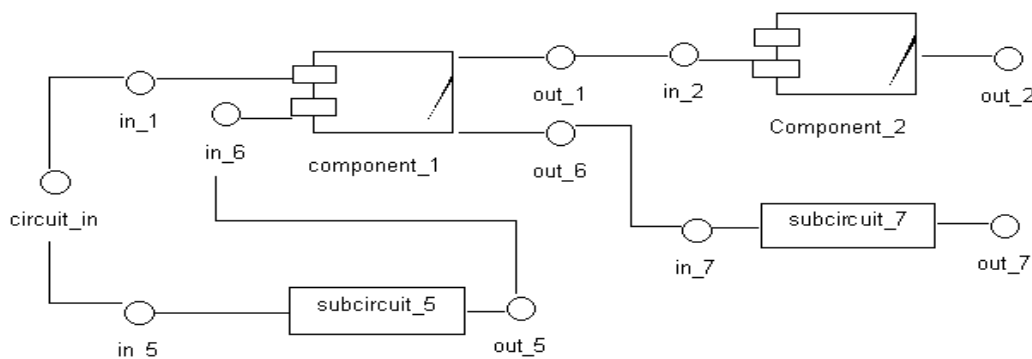 out_1
in_2
out_2
in_1
Component_2
in_6
component_1
out_6
circuit_in
subcircuit_7
in_7
out_7
subcircuit_5
in_5
out_5